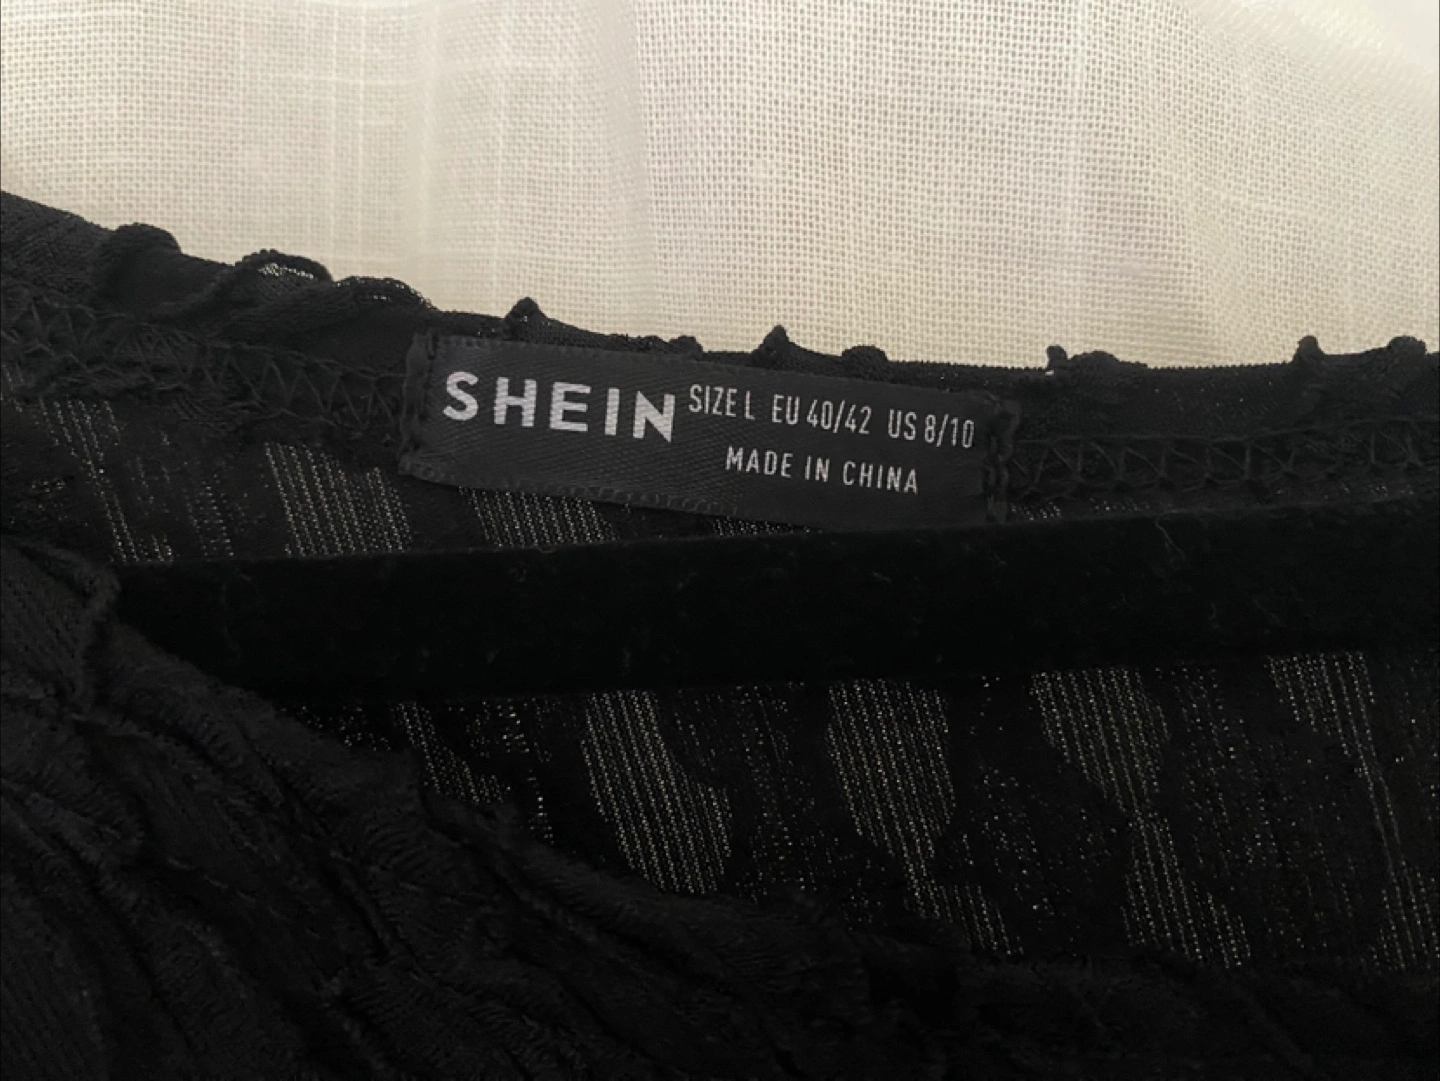 SHEIN SIZE L EU 40/42 US 8/10
MADE IN CHINA